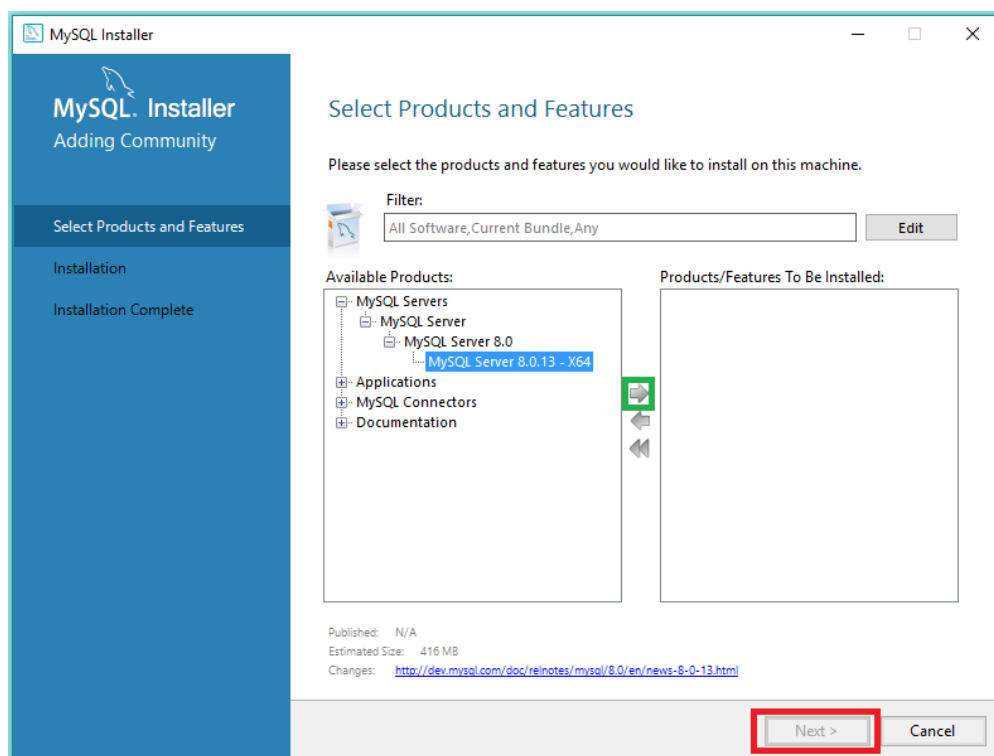 MySQL Installer
MySQL. Installer
Adding Community
Select Products and Features
Installation
Installation Complete
Select Products and Features
Please select the products and features you would like to install on this machine.
Filter:
All Software,Current Bundle,Any
Edit
Available Products:
MySQL Servers
MySQL Server
MySQL Server 8.0
MySQL Server 8.0.13 - X64
Applications
MySQL Connectors
Documentation
Products/Features To Be Installed:
Published: N/A
Estimated Size: 416 MB
Changes: http://dev.mysql.com/doc/relnotes/mysql/8.0/en/news-8-0-13.html
Next >
Cancel